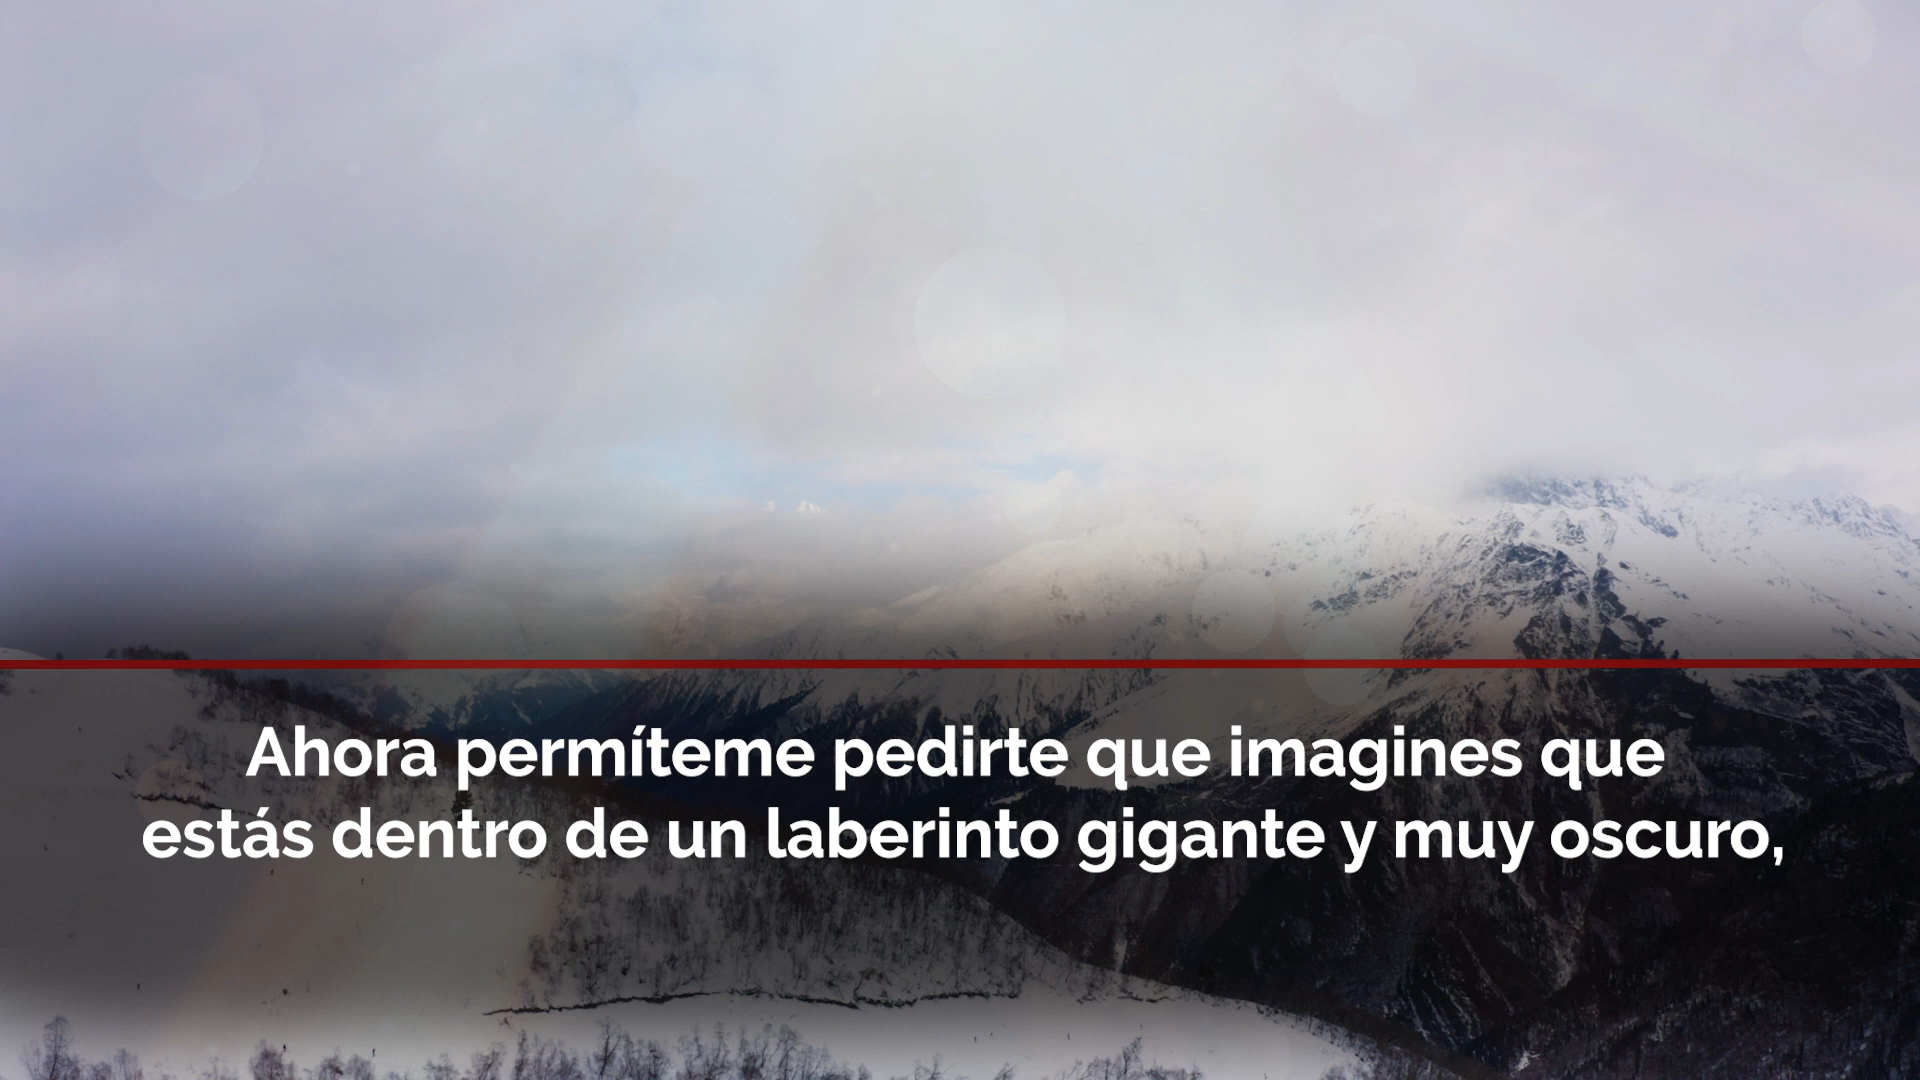 Ahora permíteme pedirte que imagines que
estás dentro de un laberinto gigante y muy oscuro,